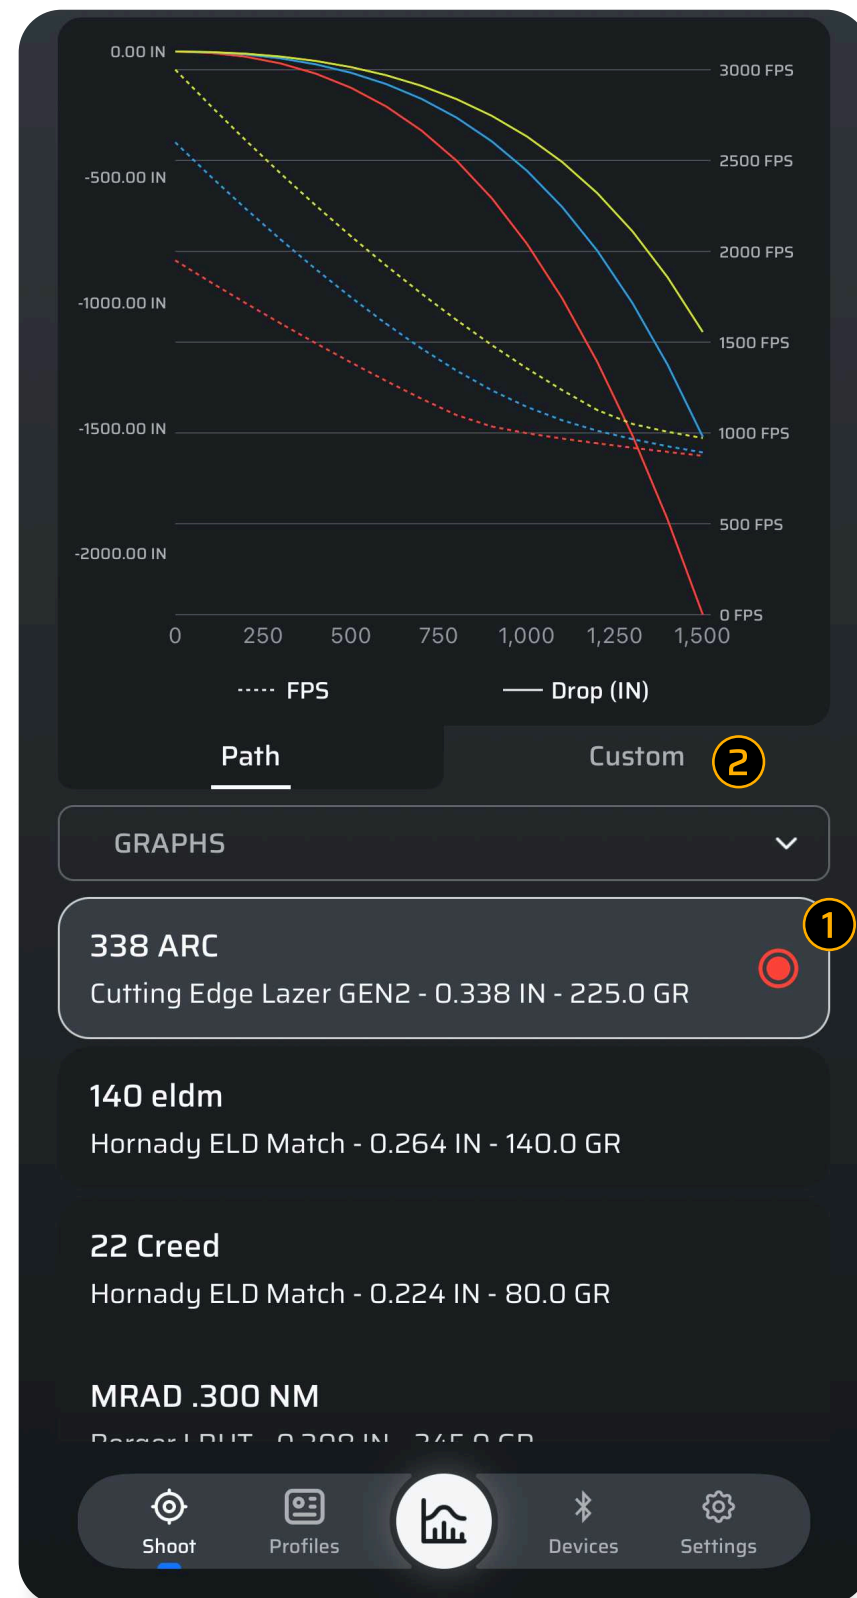 0.00 IN
3000 FPS
2500 FPS
-500.00 IN
2000 FPS
-1000.00 IN
1500 FPS
-1500.00 IN
1000 FPS
500 FPS
-2000.00 IN
0 FPS
0 250 500 750 1,000 1,250 1,500
FPS Drop (IN)
Path Custom 2
GRAPHS
1
338 ARC
Cutting Edge Lazer GEN2 - 0.338 IN - 225.0 GR
140 eldm
Hornady ELD Match - 0.264 IN - 140.0 GR
22 Creed
Hornady ELD Match - 0.224 IN - 80.0 GR
MRAD .300 NM
Shoot Profiles Devices Settings